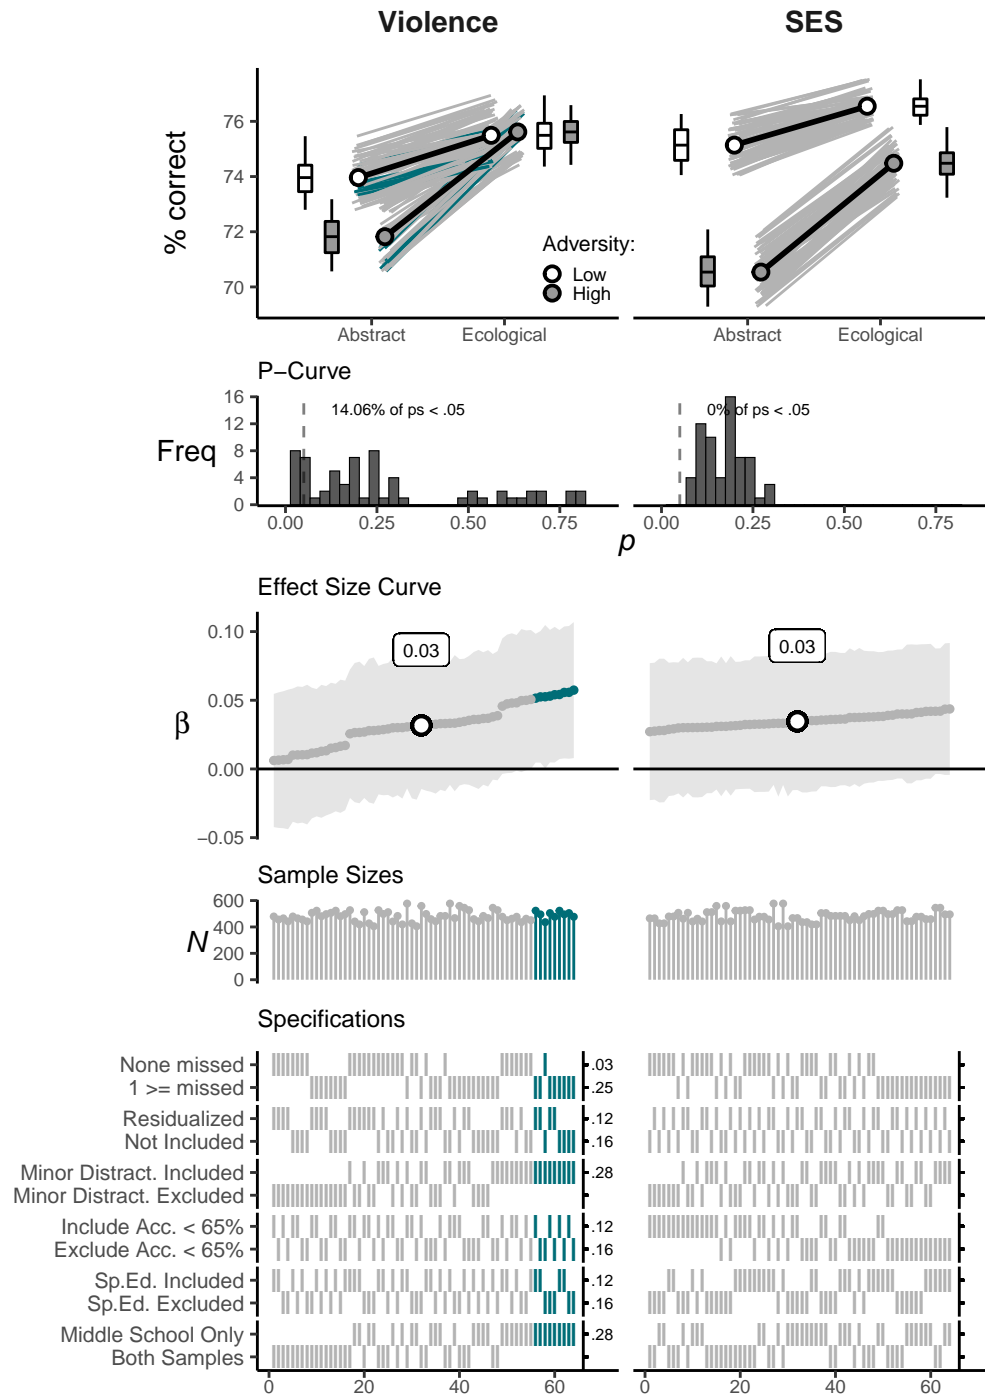 Violence SES
% correct
76
74
72
70
Adversity:
Low
High
Abstract Ecological Abstract Ecological
P−Curve
Freq
16
12
8
4
0
14.06% of ps < .05 0% of ps < .05
0.00 0.25 0.50 0.75 0.00 0.25 0.50 0.75
p
Effect Size Curve
β
0.10
0.05
0.00
−0.05
0.03 0.03
Sample Sizes
N
600
400
200
0
Specifications
None missed .03
1 >= missed .25
Residualized .12
Not Included .16
Minor Distract. Included .28
Minor Distract. Excluded
Include Acc. < 65% .12
Exclude Acc. < 65% .16
Sp.Ed. Included .12
Sp.Ed. Excluded .16
Middle School Only .28
Both Samples
0 20 40 60 0 20 40 60